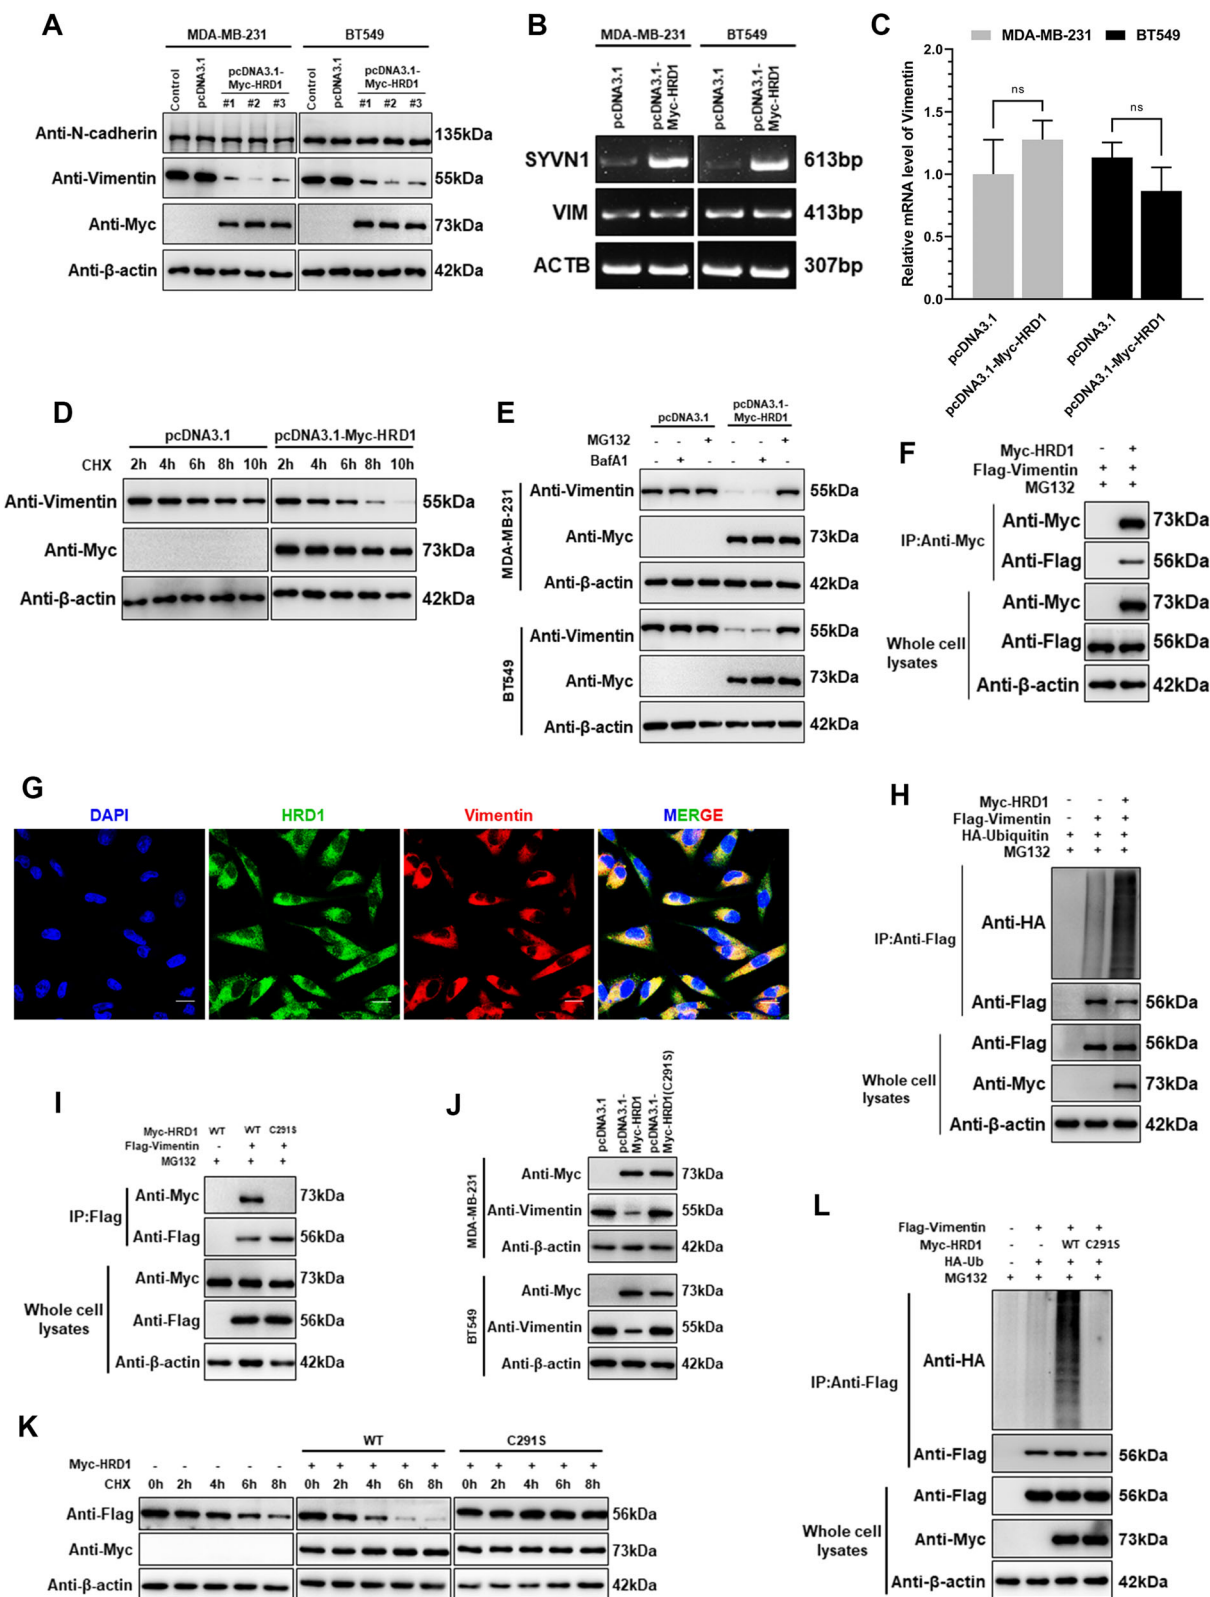 A
MDA-MB-231 BT549
Control pcDNA3.1 pcDNA3.1-Myc-HRD1 Control pcDNA3.1 pcDNA3.1-Myc-HRD1
#1 #2 #3 #1 #2 #3
Anti-N-cadherin 135kDa
Anti-Vimentin 55kDa
Anti-Myc 73kDa
Anti-β-actin 42kDa
B
MDA-MB-231 BT549
pcDNA3.1 pcDNA3.1-Myc-HRD1 pcDNA3.1 pcDNA3.1-Myc-HRD1
SYVN1 613bp
VIM 413bp
ACTB 307bp
C
MDA-MB-231 BT549
Relative mRNA level of Vimentin
2.0
1.5
1.0
0.5
0.0
ns ns
pcDNA3.1 pcDNA3.1-Myc-HRD1 pcDNA3.1 pcDNA3.1-Myc-HRD1
D
pcDNA3.1 pcDNA3.1-Myc-HRD1
CHX 2h 4h 6h 8h 10h 2h 4h 6h 8h 10h
Anti-Vimentin 55kDa
Anti-Myc 73kDa
Anti-β-actin 42kDa
E
pcDNA3.1 pcDNA3.1-Myc-HRD1
MG132 - - + - - +
BafA1 - + - - + -
MDA-MB-231
Anti-Vimentin 55kDa
Anti-Myc 73kDa
Anti-β-actin 42kDa
BT549
Anti-Vimentin 55kDa
Anti-Myc 73kDa
Anti-β-actin 42kDa
F
Myc-HRD1 - +
Flag-Vimentin + +
MG132 + +
IP:Anti-Myc
Anti-Myc 73kDa
Anti-Flag 56kDa
Whole cell lysates
Anti-Myc 73kDa
Anti-Flag 56kDa
Anti-β-actin 42kDa
G
DAPI HRD1 Vimentin MERGE
H
Myc-HRD1 - - +
Flag-Vimentin - + +
HA-Ubiquitin + + +
MG132 + + +
IP:Anti-Flag
Anti-HA
Anti-Flag 56kDa
Whole cell lysates
Anti-Flag 56kDa
Anti-Myc 73kDa
Anti-β-actin 42kDa
I
Myc-HRD1 WT WT C291S
Flag-Vimentin - + +
MG132 + + +
IP:Flag
Anti-Myc 73kDa
Anti-Flag 56kDa
Whole cell lysates
Anti-Myc 73kDa
Anti-Flag 56kDa
Anti-β-actin 42kDa
J
pcDNA3.1 pcDNA3.1-Myc-HRD1 pcDNA3.1-Myc-HRD1(C291S)
MDA-MB-231
Anti-Myc 73kDa
Anti-Vimentin 55kDa
Anti-β-actin 42kDa
BT549
Anti-Myc 73kDa
Anti-Vimentin 55kDa
Anti-β-actin 42kDa
K
WT C291S
Myc-HRD1 - - - - - + + + + + + + + + +
CHX 0h 2h 4h 6h 8h 0h 2h 4h 6h 8h 0h 2h 4h 6h 8h
Anti-Flag 56kDa
Anti-Myc 73kDa
Anti-β-actin 42kDa
L
Flag-Vimentin - + + +
Myc-HRD1 - - WT C291S
HA-Ub - + + +
MG132 + + + +
IP:Anti-Flag
Anti-HA
Anti-Flag 56kDa
Whole cell lysates
Anti-Flag 56kDa
Anti-Myc 73kDa
Anti-β-actin 42kDa